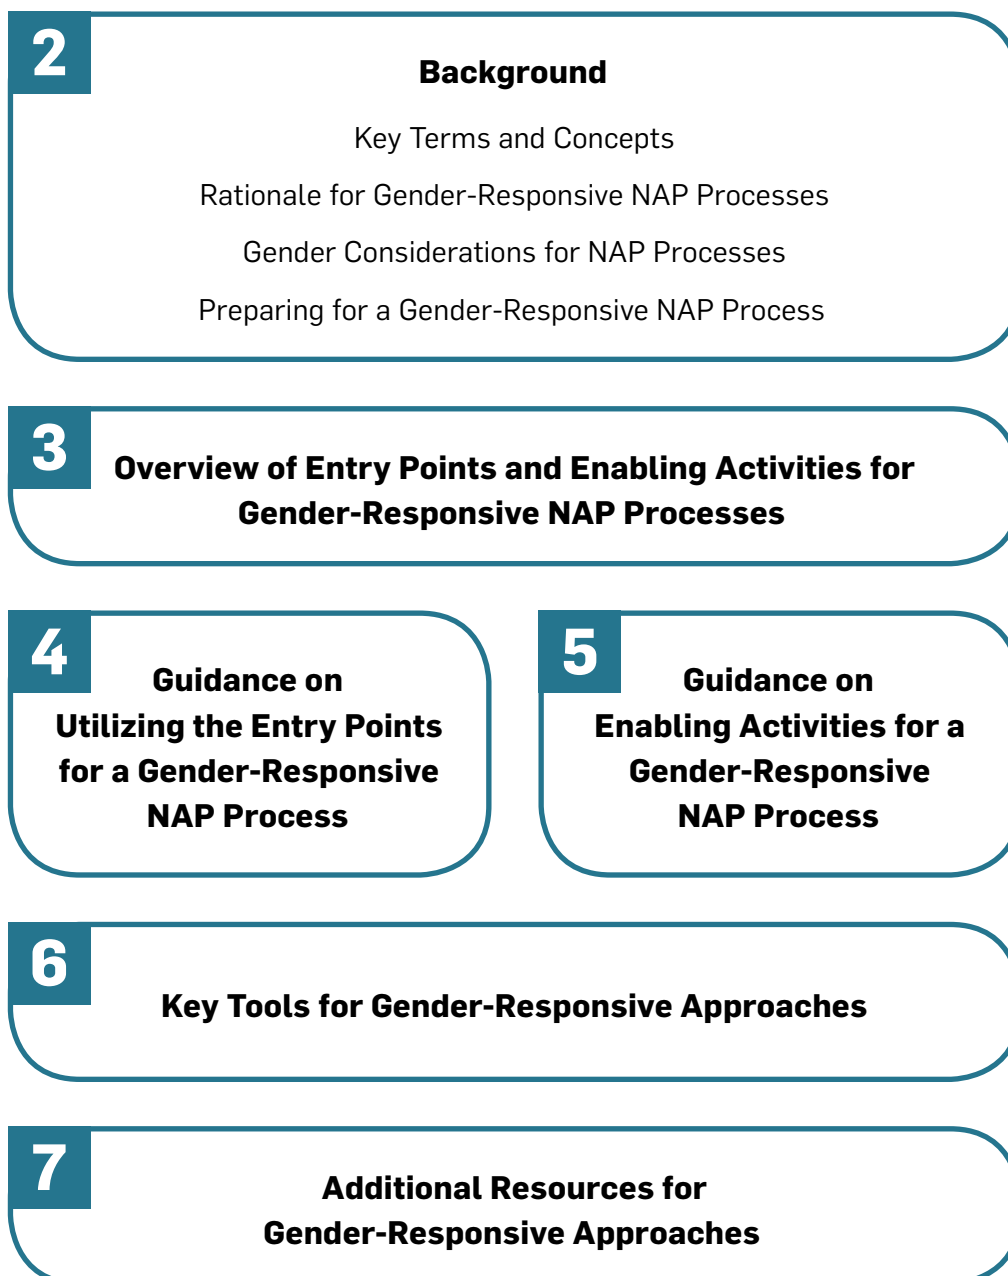 2
Background
Key Terms and Concepts
Rationale for Gender-Responsive NAP Processes
Gender Considerations for NAP Processes
Preparing for a Gender-Responsive NAP Process
3
Overview of Entry Points and Enabling Activities for
Gender-Responsive NAP Processes
4
Guidance on
Utilizing the Entry Points
for a Gender-Responsive
NAP Process
5
Guidance on
Enabling Activities for a
Gender-Responsive
NAP Process
6
Key Tools for Gender-Responsive Approaches
7
Additional Resources for
Gender-Responsive Approaches